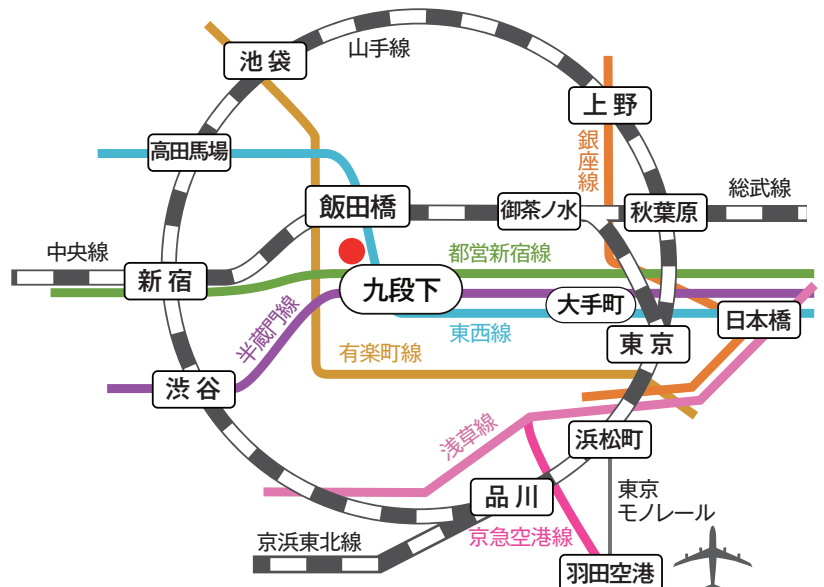 山手線
池袋
上野
銀座線
高田馬場
総武線
飯田橋
御茶ノ水
秋葉原
中央線
都営新宿線
新宿
九段下
大手町
日本橋
半蔵門線
東西線
東京
有楽町線
渋谷
浅草線
浜松町
品川
東京
モノレール
京急空港線
京浜東北線
羽田空港